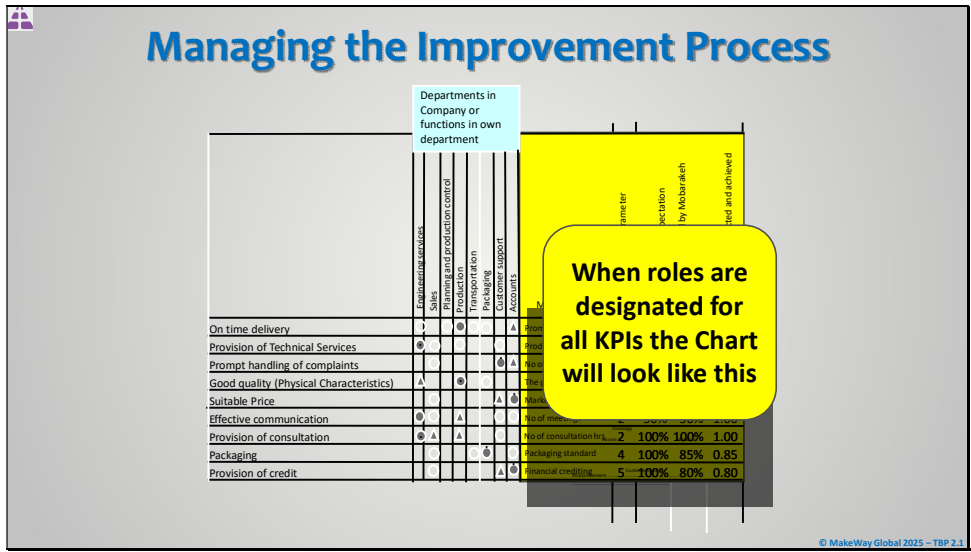 Managing the Improvement Process
Departments in
Company or
functions in own
department
Engineering services
Sales
Planning and production control
Production
Transportation
Packaging
Customer support
Accounts
by Mobarakeh
and achieved
When roles are
designated for
all KPIs the Chart
will look like this
On time delivery
Provision of Technical Services
Prompt handling of complaints
Good quality (Physical Characteristics)
Suitable Price
Effective communication
No of
Provision of consultation
No of consultation hrs 2 100% 100% 1.00
Packaging
Packaging standard 4 100% 85% 0.85
Provision of credit
Financial crediting 5 100% 80% 0.80
© MakeWay Global 2025 – TBP 2.1